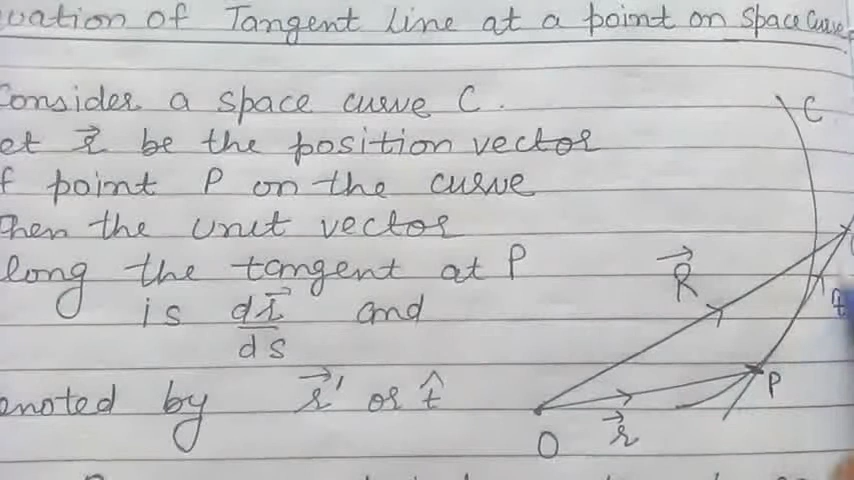 uation of Tangent Line at a point on Space Curve
Consider a space curve C.
et r⃗ be the position vector
f point P on the curve
Then the unit vector
long the tangent at P
is dr⃗/ds and
enoted by r⃗' or t̂
C
R⃗
P
O
r⃗